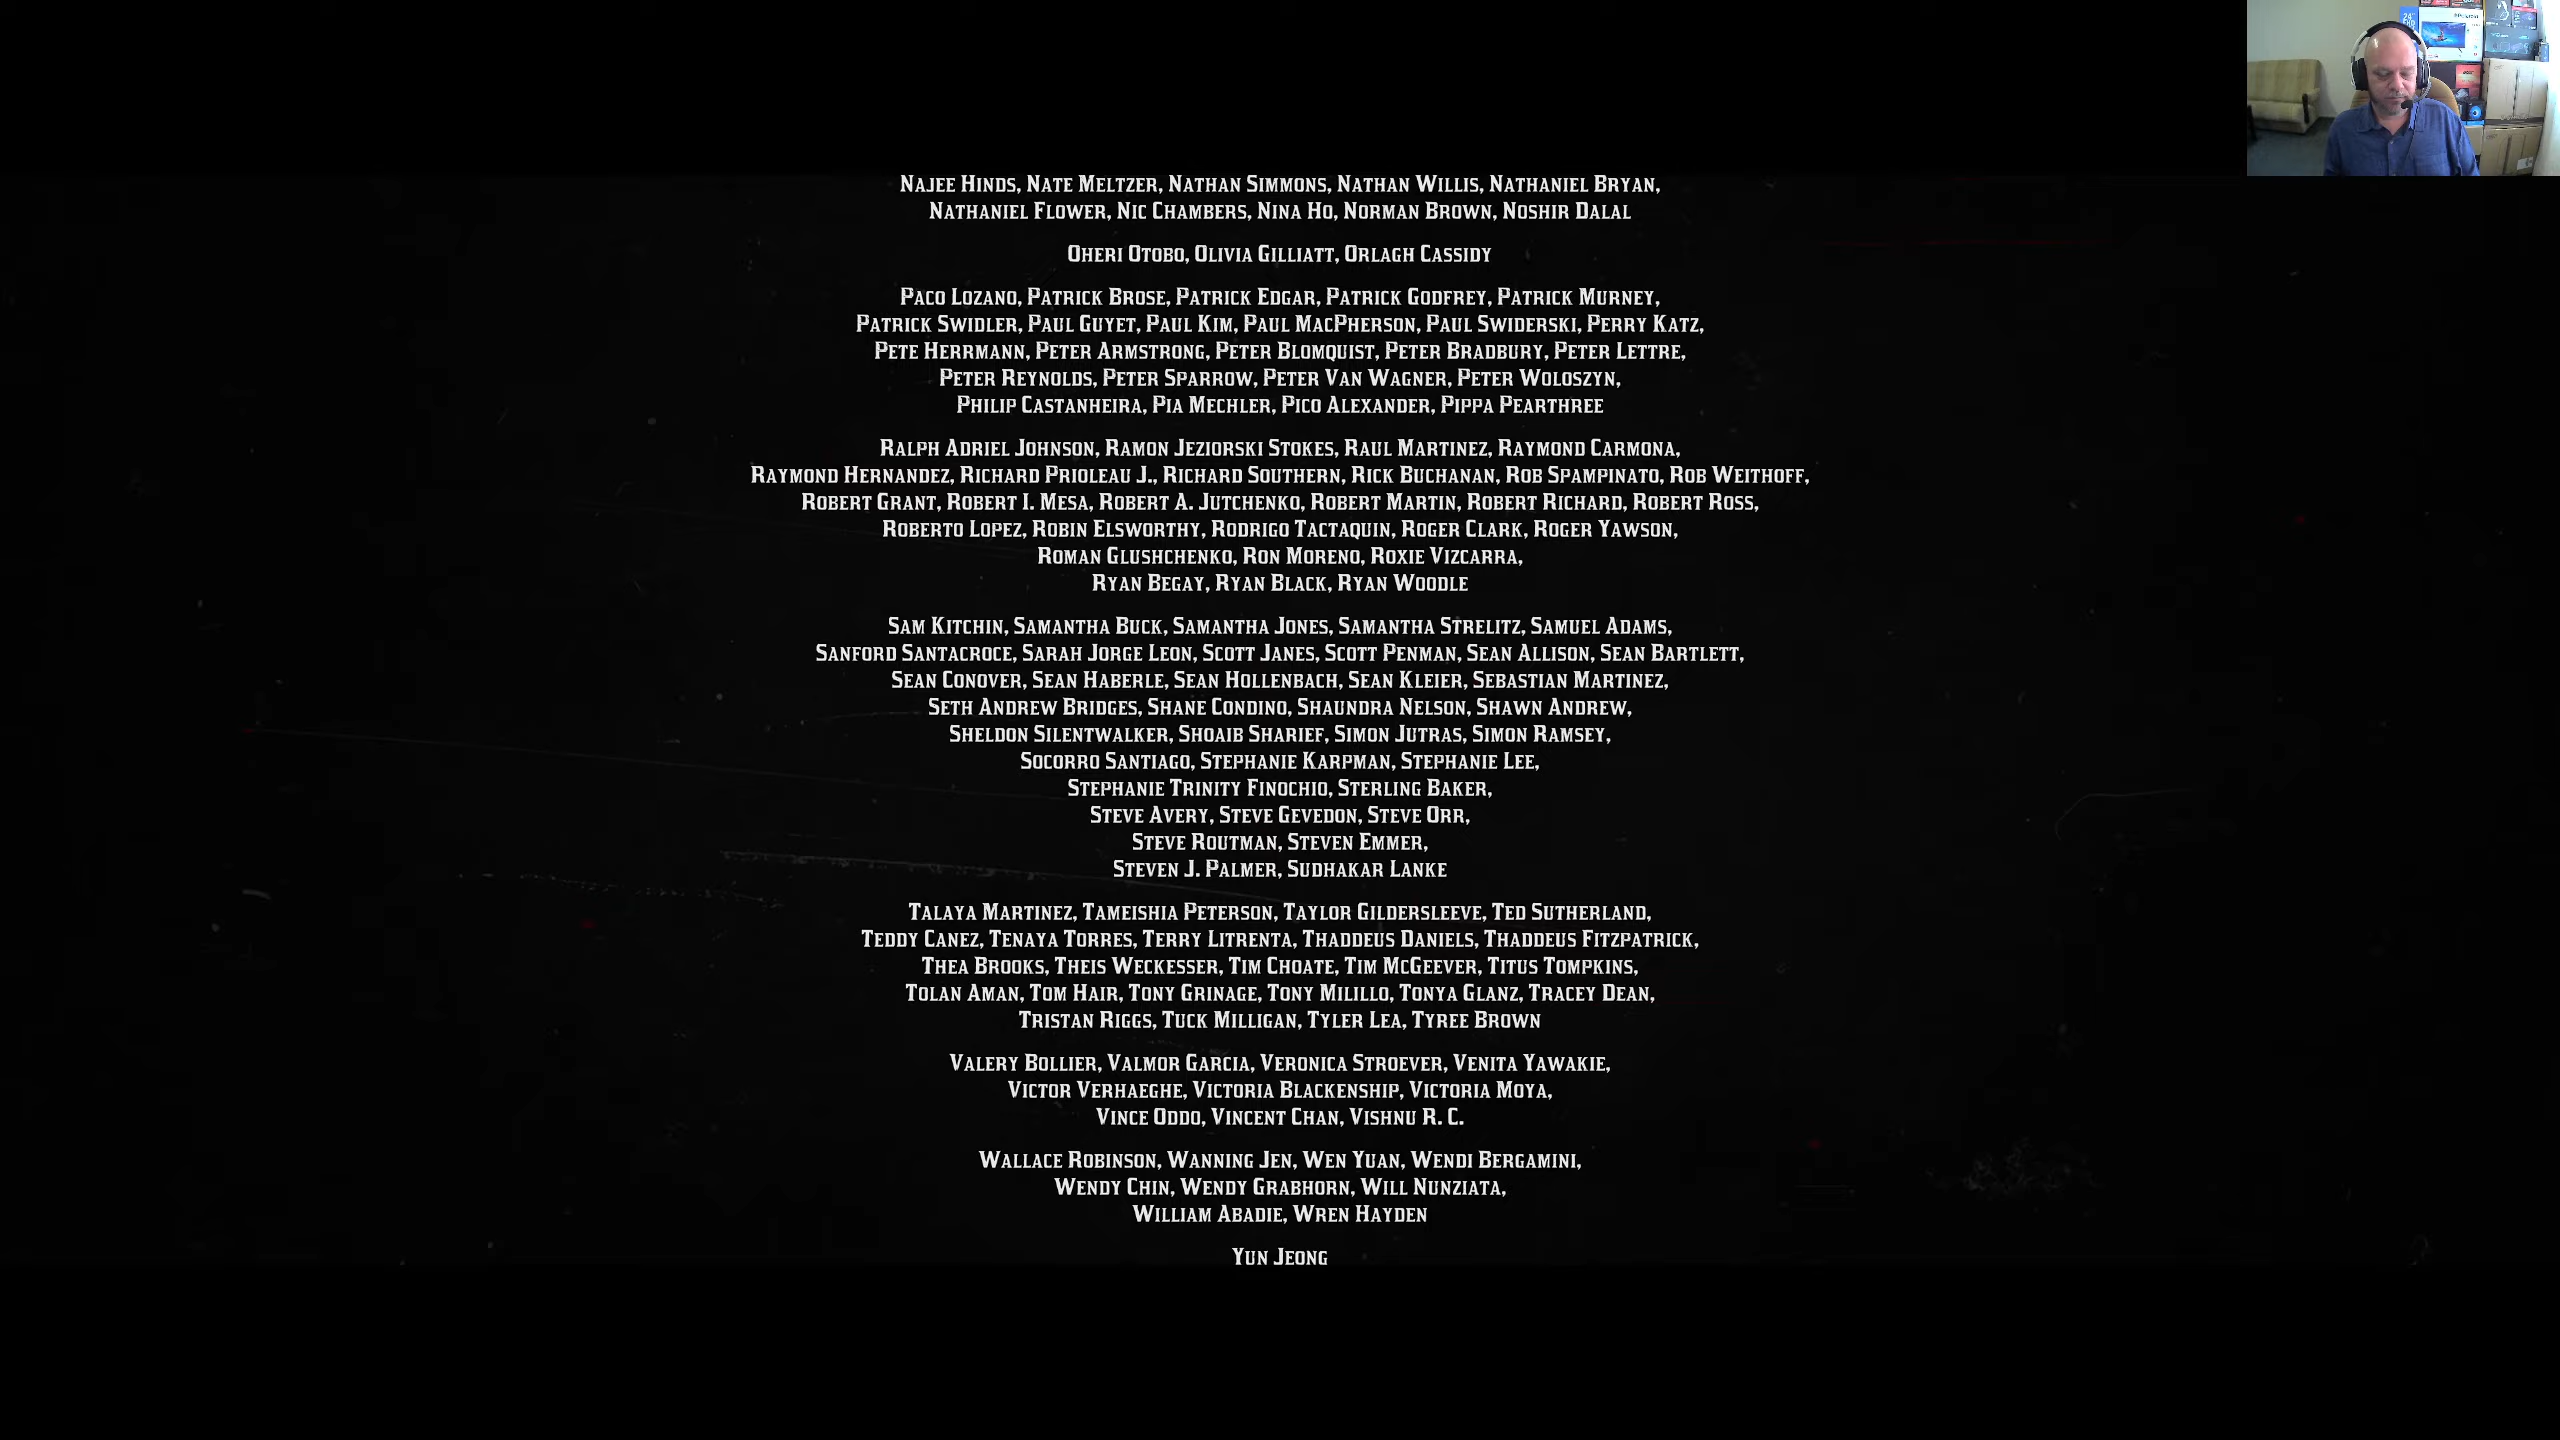 Najee Hinds, Nate Meltzer, Nathan Simmons, Nathan Willis, Nathaniel Bryan,
Nathaniel Flower, Nic Chambers, Nina Ho, Norman Brown, Noshir Dalal
Oheri Otobo, Olivia Gilliatt, Orlagh Cassidy
Paco Lozano, Patrick Brose, Patrick Edgar, Patrick Godfrey, Patrick Murney,
Patrick Swidler, Paul Guyet, Paul Kim, Paul MacPherson, Paul Swiderski, Perry Katz,
Pete Herrmann, Peter Armstrong, Peter Blomquist, Peter Bradbury, Peter Lettre,
Peter Reynolds, Peter Sparrow, Peter Van Wagner, Peter Woloszyn,
Philip Castanheira, Pia Mechler, Pico Alexander, Pippa Pearthree
Ralph Adriel Johnson, Ramon Jeziorski Stokes, Raul Martinez, Raymond Carmona,
Raymond Hernandez, Richard Prioleau J., Richard Southern, Rick Buchanan, Rob Spampinato, Rob Weithoff,
Robert Grant, Robert I. Mesa, Robert A. Jutchenko, Robert Martin, Robert Richard, Robert Ross,
Roberto Lopez, Robin Elsworthy, Rodrigo Tactaquin, Roger Clark, Roger Yawson,
Roman Glushchenko, Ron Moreno, Roxie Vizcarra,
Ryan Begay, Ryan Black, Ryan Woodle
Sam Kitchin, Samantha Buck, Samantha Jones, Samantha Strelitz, Samuel Adams,
Sanford Santacroce, Sarah Jorge Leon, Scott Janes, Scott Penman, Sean Allison, Sean Bartlett,
Sean Conover, Sean Haberle, Sean Hollenbach, Sean Kleier, Sebastian Martinez,
Seth Andrew Bridges, Shane Condino, Shaundra Nelson, Shawn Andrew,
Sheldon Silentwalker, Shoaib Sharief, Simon Jutras, Simon Ramsey,
Socorro Santiago, Stephanie Karpman, Stephanie Lee,
Stephanie Trinity Finochio, Sterling Baker,
Steve Avery, Steve Gevedon, Steve Orr,
Steve Routman, Steven Emmer,
Steven J. Palmer, Sudhakar Lanke
Talaya Martinez, Tameishia Peterson, Taylor Gildersleeve, Ted Sutherland,
Teddy Canez, Tenaya Torres, Terry Litrenta, Thaddeus Daniels, Thaddeus Fitzpatrick,
Thea Brooks, Theis Weckesser, Tim Choate, Tim McGeever, Titus Tompkins,
Tolan Aman, Tom Hair, Tony Grinage, Tony Milillo, Tonya Glanz, Tracey Dean,
Tristan Riggs, Tuck Milligan, Tyler Lea, Tyree Brown
Valery Bollier, Valmor Garcia, Veronica Stroever, Venita Yawakie,
Victor Verhaeghe, Victoria Blackenship, Victoria Moya,
Vince Oddo, Vincent Chan, Vishnu R. C.
Wallace Robinson, Wanning Jen, Wen Yuan, Wendi Bergamini,
Wendy Chin, Wendy Grabhorn, Will Nunziata,
William Abadie, Wren Hayden
Yun Jeong